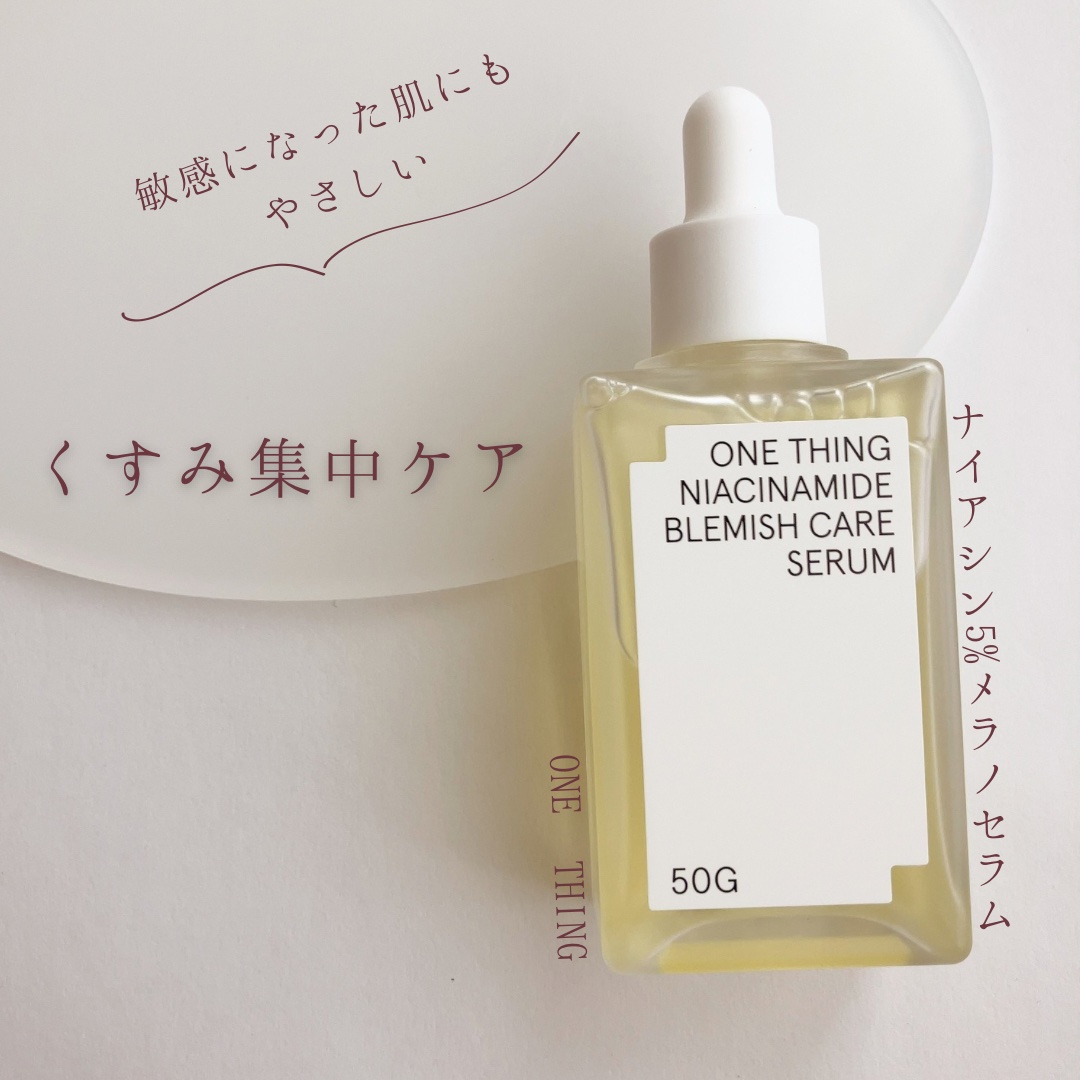 敏感になった肌にも
やさしい
くすみ集中ケア
ONE THING
NIACINAMIDE
BLEMISH CARE
SERUM
50G
ナイアシン5%メラノセラム
ONE THING